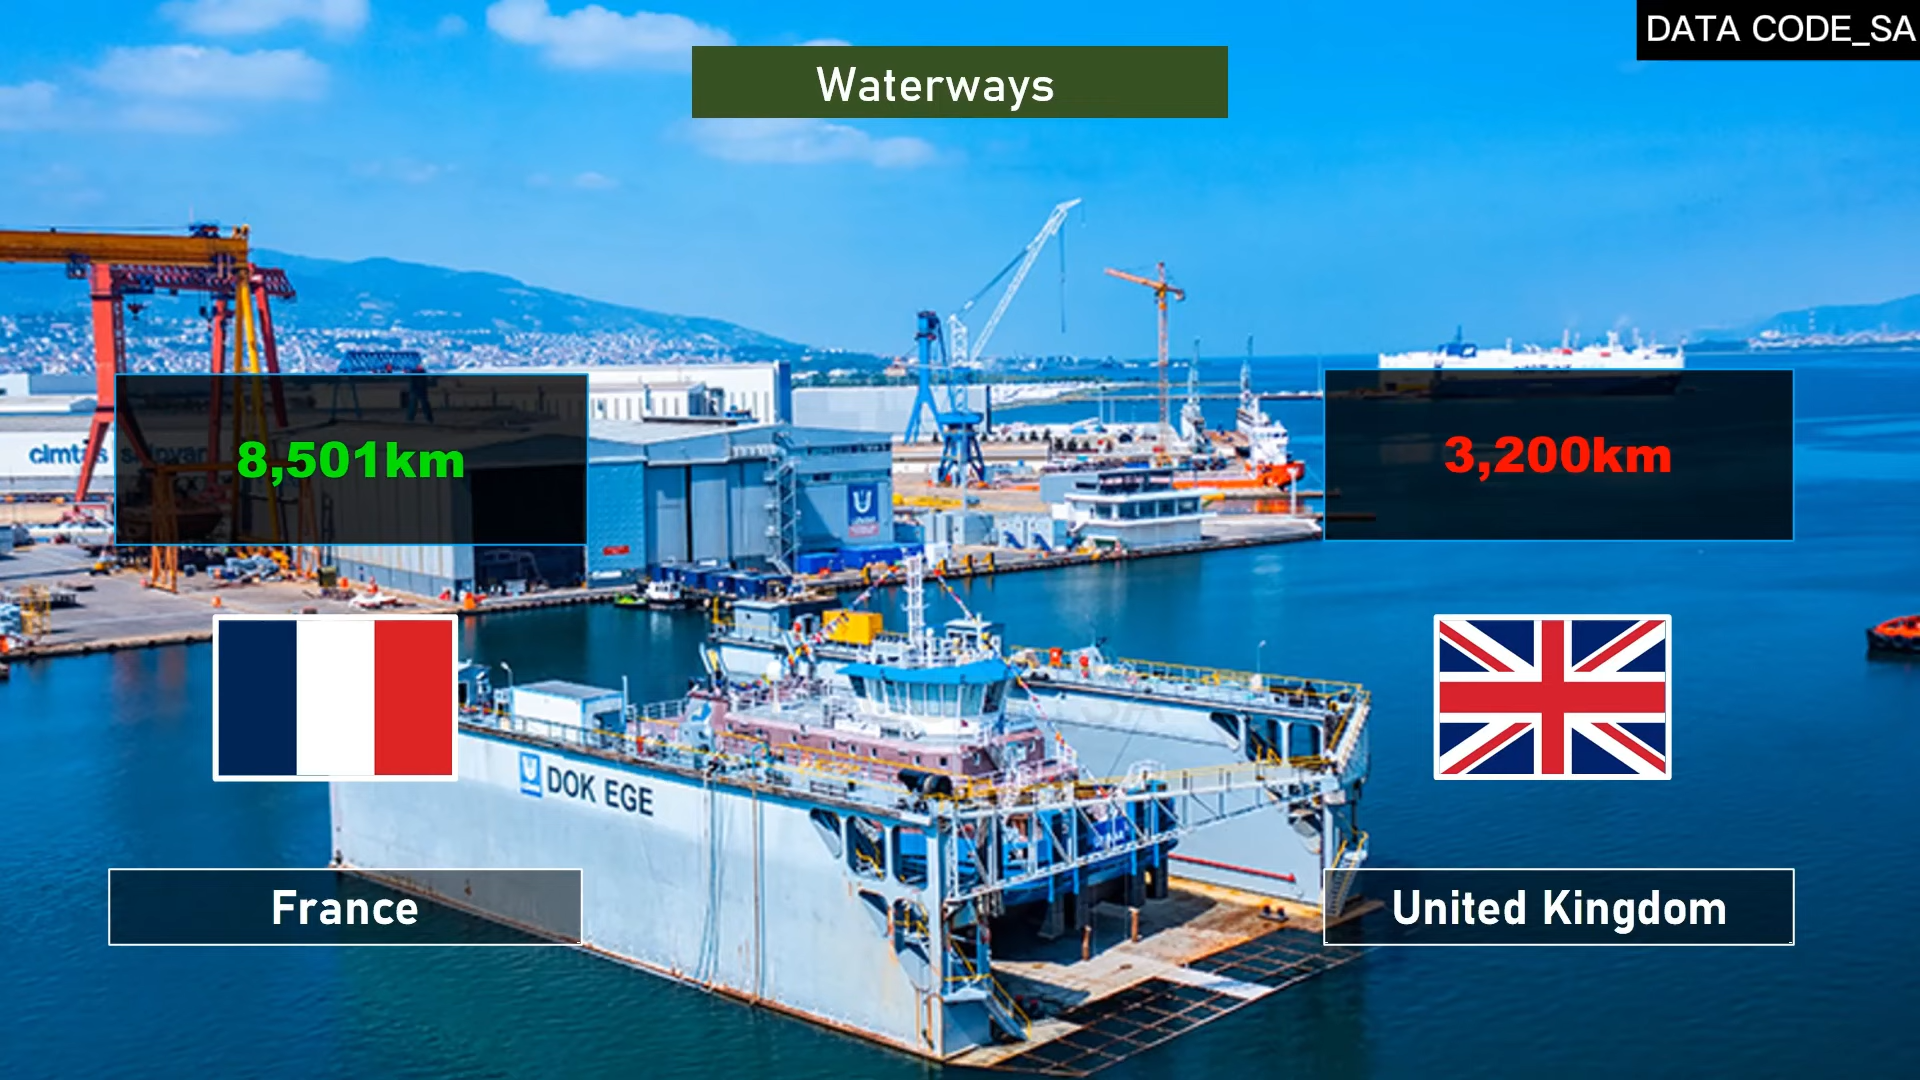 DATA CODE_SA
Waterways
8,501km
3,200km
France
United Kingdom
DOK EGE